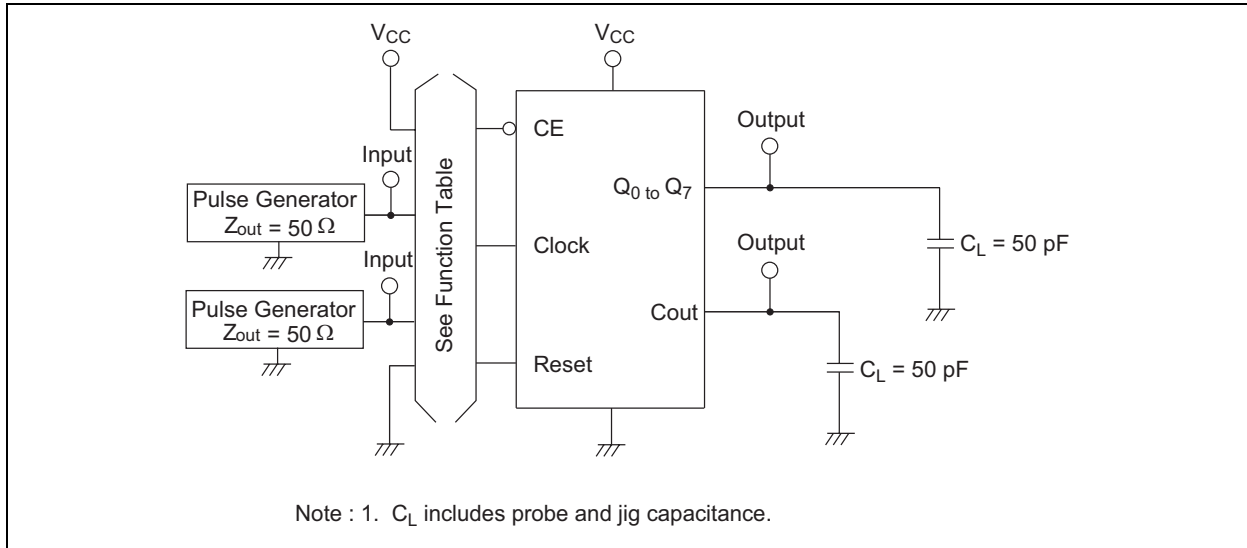 VCC
VCC
Output
Input
CE
See Function Table
Q0 to Q7
Pulse Generator
Zout = 50 Ω
CL = 50 pF
Clock
Output
Input
Pulse Generator
Zout = 50 Ω
Cout
Reset
CL = 50 pF
Note : 1. CL includes probe and jig capacitance.